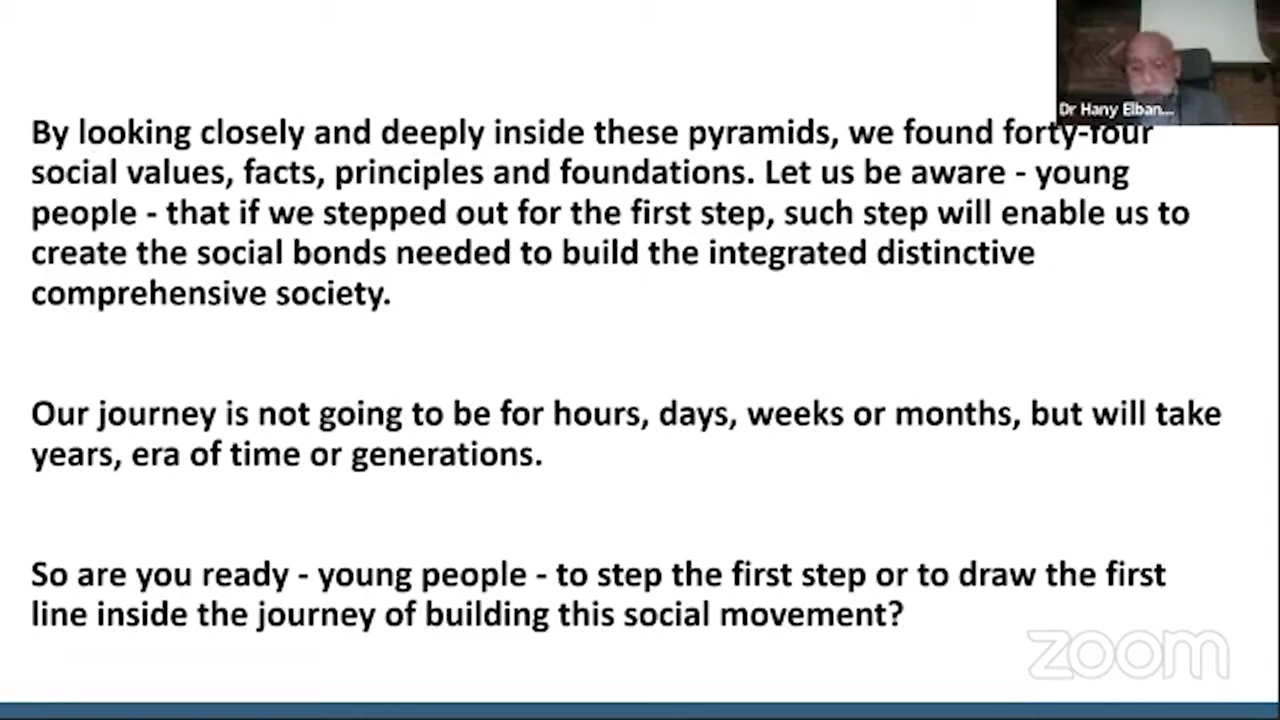 Dr Hany Elban...
By looking closely and deeply inside these pyramids, we found forty-four
social values, facts, principles and foundations. Let us be aware - young
people - that if we stepped out for the first step, such step will enable us to
create the social bonds needed to build the integrated distinctive
comprehensive society.
Our journey is not going to be for hours, days, weeks or months, but will take
years, era of time or generations.
So are you ready - young people - to step the first step or to draw the first
line inside the journey of building this social movement?
zoom